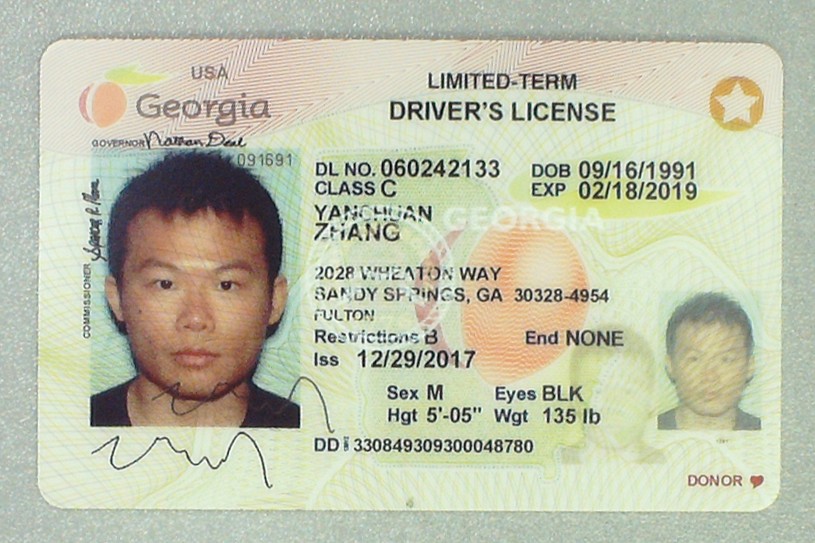 USA
Georgia
LIMITED-TERM
DRIVER'S LICENSE
GOVERNOR Nathan Deal
091691
COMMISSIONER
DL NO. 060242133 DOB 09/16/1991
CLASS C EXP 02/18/2019
YANCHUAN
ZHANG
GEORGIA
2028 WHEATON WAY
SANDY SPRINGS, GA 30328-4954
FULTON
Restrictions B End NONE
Iss 12/29/2017
Sex M Eyes BLK
Hgt 5'-05" Wgt 135 lb
DD 330849309300048780
DONOR